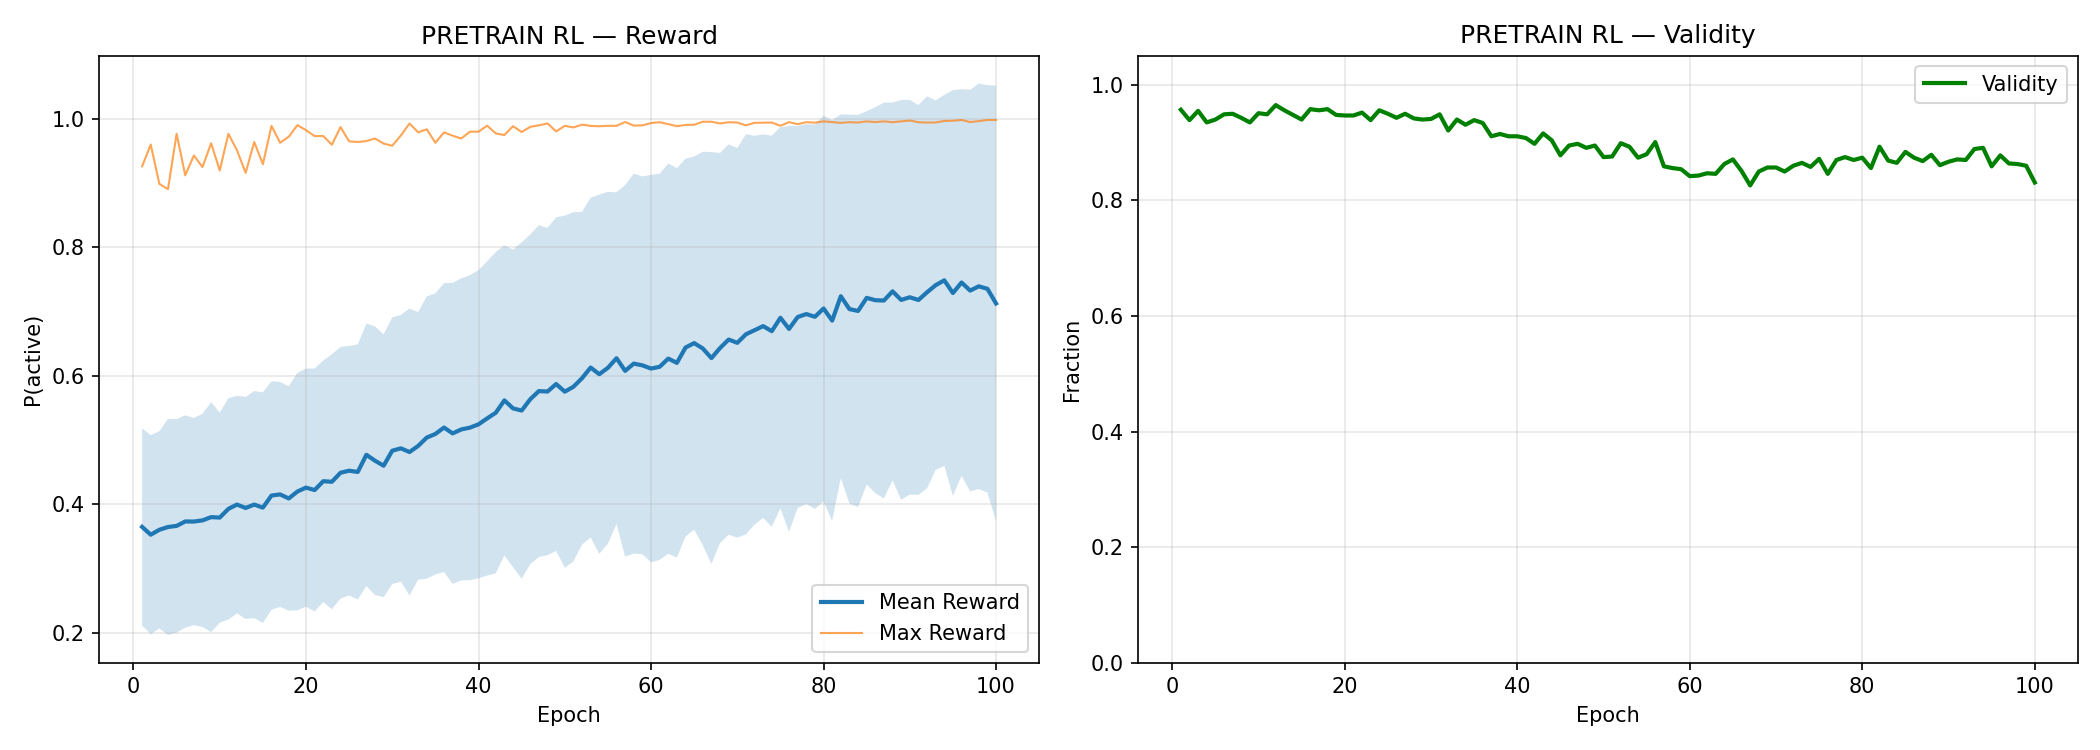 PRETRAIN RL — Reward
P(active)
1.0
0.8
0.6
0.4
0.2
Mean Reward
Max Reward
0 20 40 60 80 100
Epoch
PRETRAIN RL — Validity
Fraction
1.0
0.8
0.6
0.4
0.2
0.0
Validity
0 20 40 60 80 100
Epoch